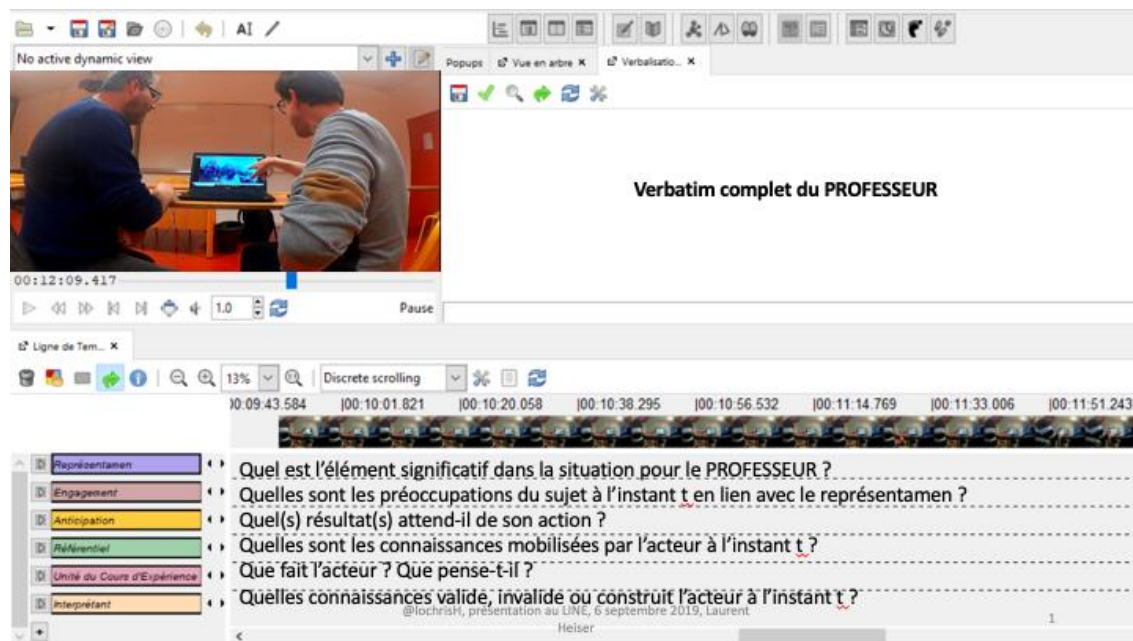 AI
No active dynamic view
Popups Vue en arbre Verbalisatio...
Verbatim complet du PROFESSEUR
00:12:09.417
1.0 Pause
Ligne de Tem...
13% Discrete scrolling
00:09:43.584 |00:10:01.821 |00:10:20.058 |00:10:38.295 |00:10:56.532 |00:11:14.769 |00:11:33.006 |00:11:51.243
D Représentamen Quel est l’élément significatif dans la situation pour le PROFESSEUR ?
D Engagement Quelles sont les préoccupations du sujet à l’instant t en lien avec le représentamen ?
D Anticipation Quel(s) résultat(s) attend-il de son action ?
D Référentiel Quelles sont les connaissances mobilisées par l’acteur à l’instant t ?
D Unité du Cours d'Expérience Que fait l’acteur ? Que pense-t-il ?
D Interprétant Quelles connaissances valide, invalide ou construit l’acteur à l’instant t ?
@lochrisH, présentation au LINE, 6 septembre 2019, Laurent
Heiser
1